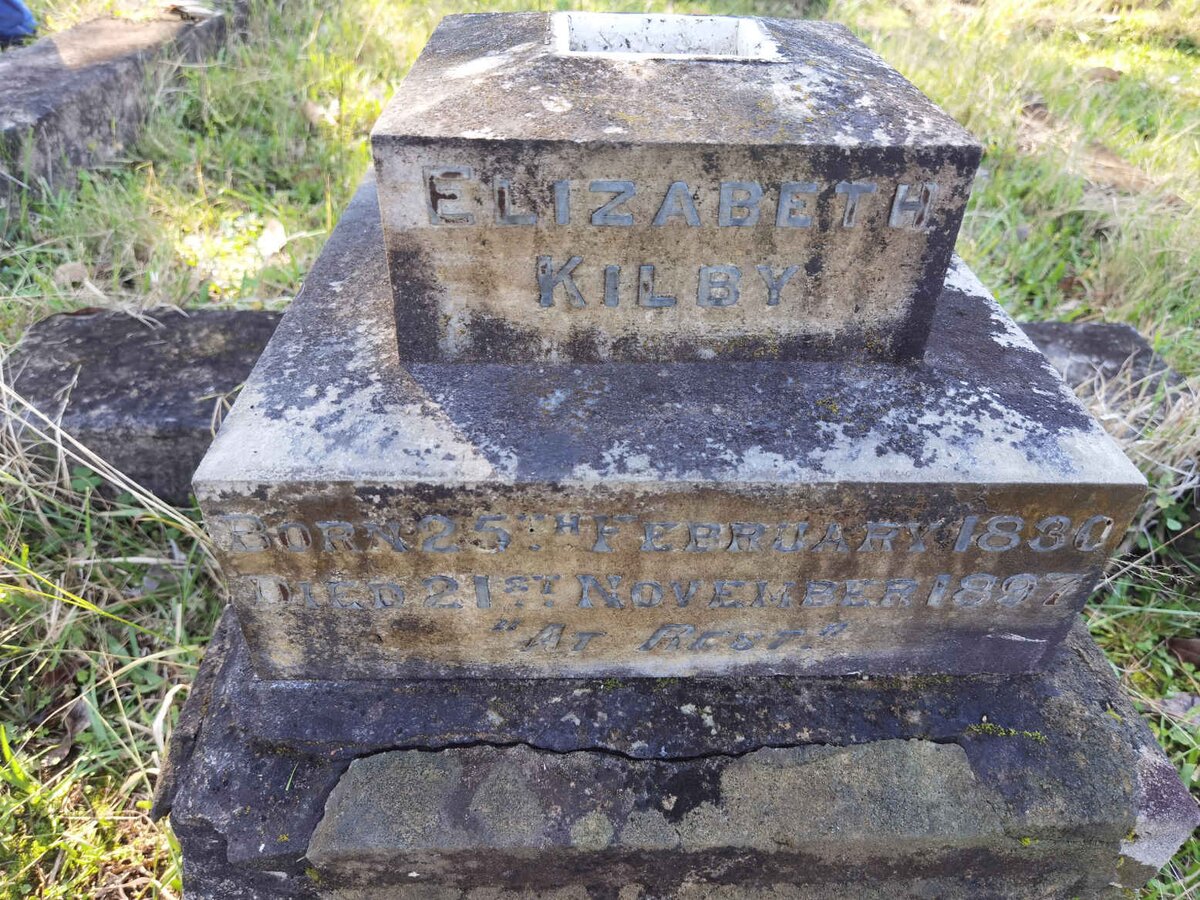 ELIZABETH
KILBY
BORN 25TH FEBRUARY 1830
DIED 21ST NOVEMBER 1897
"AT REST."